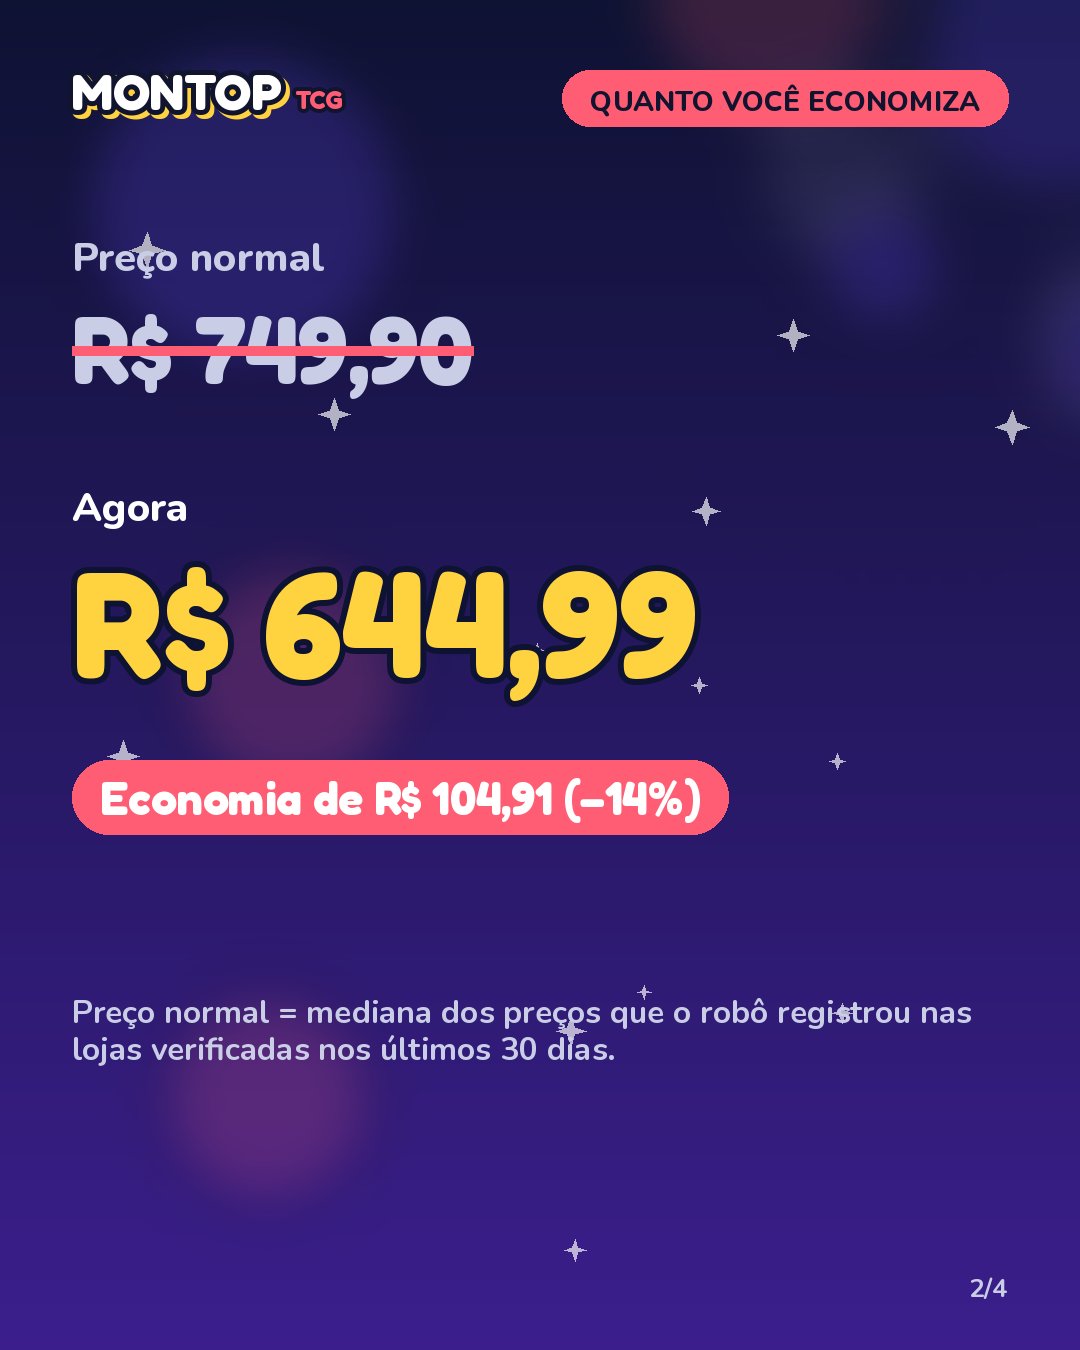 MONTOP TCG
QUANTO VOCÊ ECONOMIZA
Preço normal
R$ 749,90
Agora
R$ 644,99
Economia de R$ 104,91 (–14%)
Preço normal = mediana dos preços que o robô registrou nas
lojas verificadas nos últimos 30 dias.
2/4